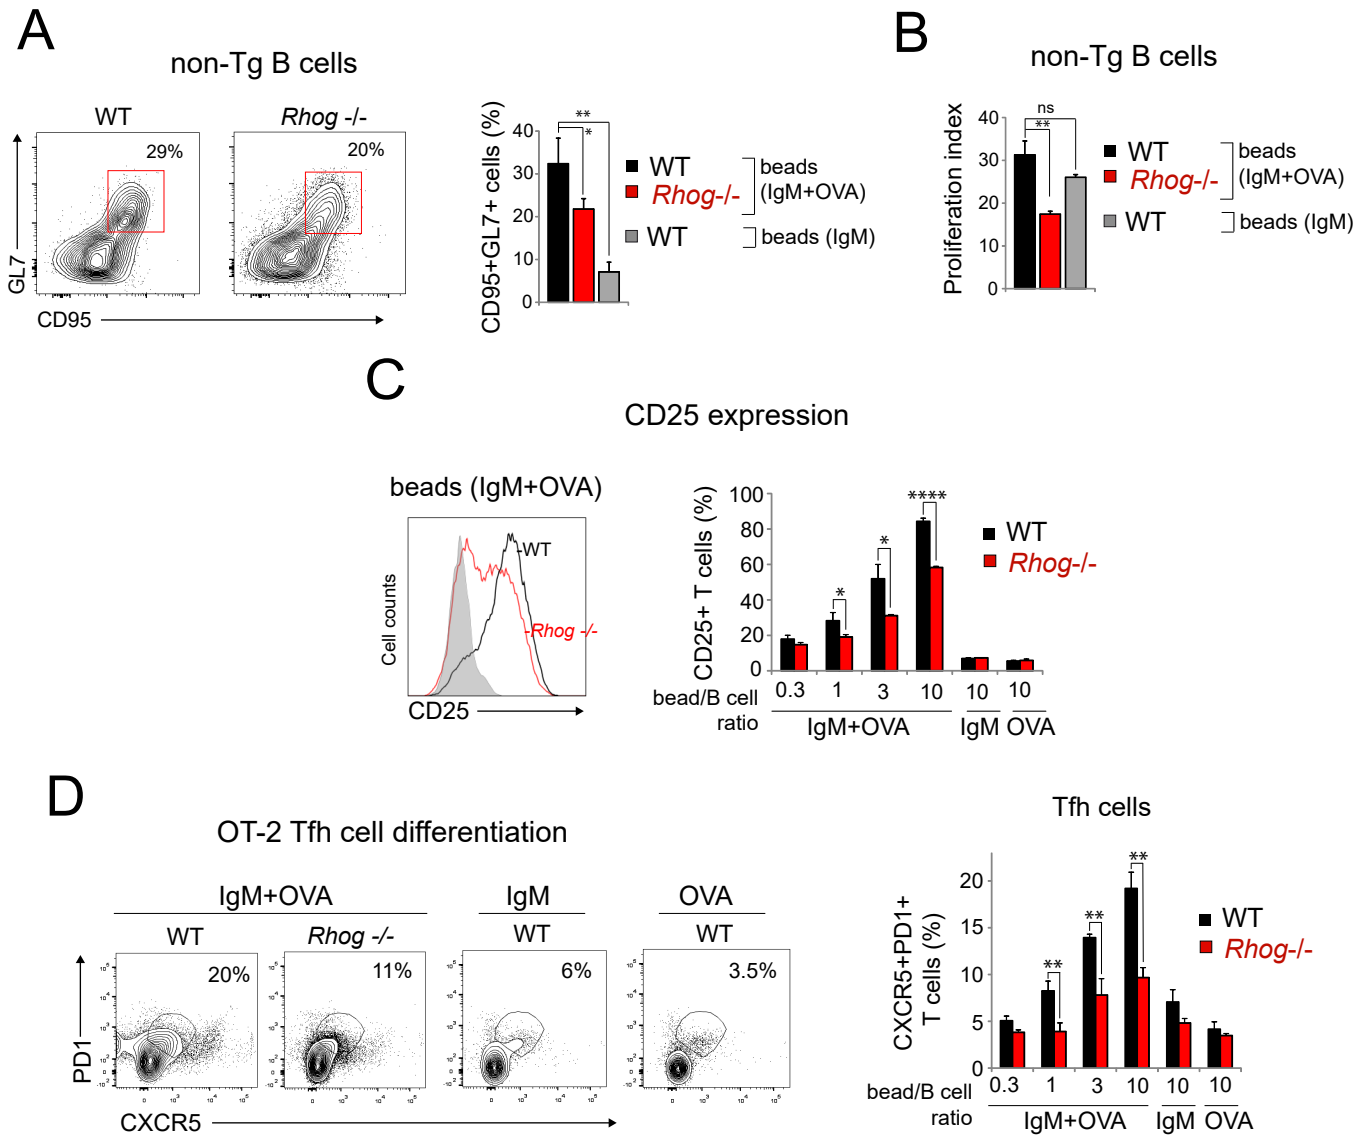 A
non-Tg B cells
WT
Rhog -/-
29%
20%
GL7
CD95
CD95+GL7+ cells (%)
40
30
20
10
0
**
*
WT
Rhog-/-
beads
(IgM+OVA)
WT
beads (IgM)
B
non-Tg B cells
Proliferation index
40
30
20
10
0
ns
**
WT
Rhog-/-
beads
(IgM+OVA)
WT
beads (IgM)
C
CD25 expression
beads (IgM+OVA)
Cell counts
-WT
-Rhog -/-
CD25
CD25+ T cells (%)
100
80
60
40
20
0
*
*
****
WT
Rhog-/-
bead/B cell
ratio
0.3 1 3 10 10 10
IgM+OVA IgM OVA
D
OT-2 Tfh cell differentiation
IgM+OVA IgM OVA
WT Rhog -/- WT WT
20% 11% 6% 3.5%
PD1
CXCR5
Tfh cells
CXCR5+PD1+
T cells (%)
20
15
10
5
0
**
**
**
WT
Rhog-/-
bead/B cell
ratio
0.3 1 3 10 10 10
IgM+OVA IgM OVA